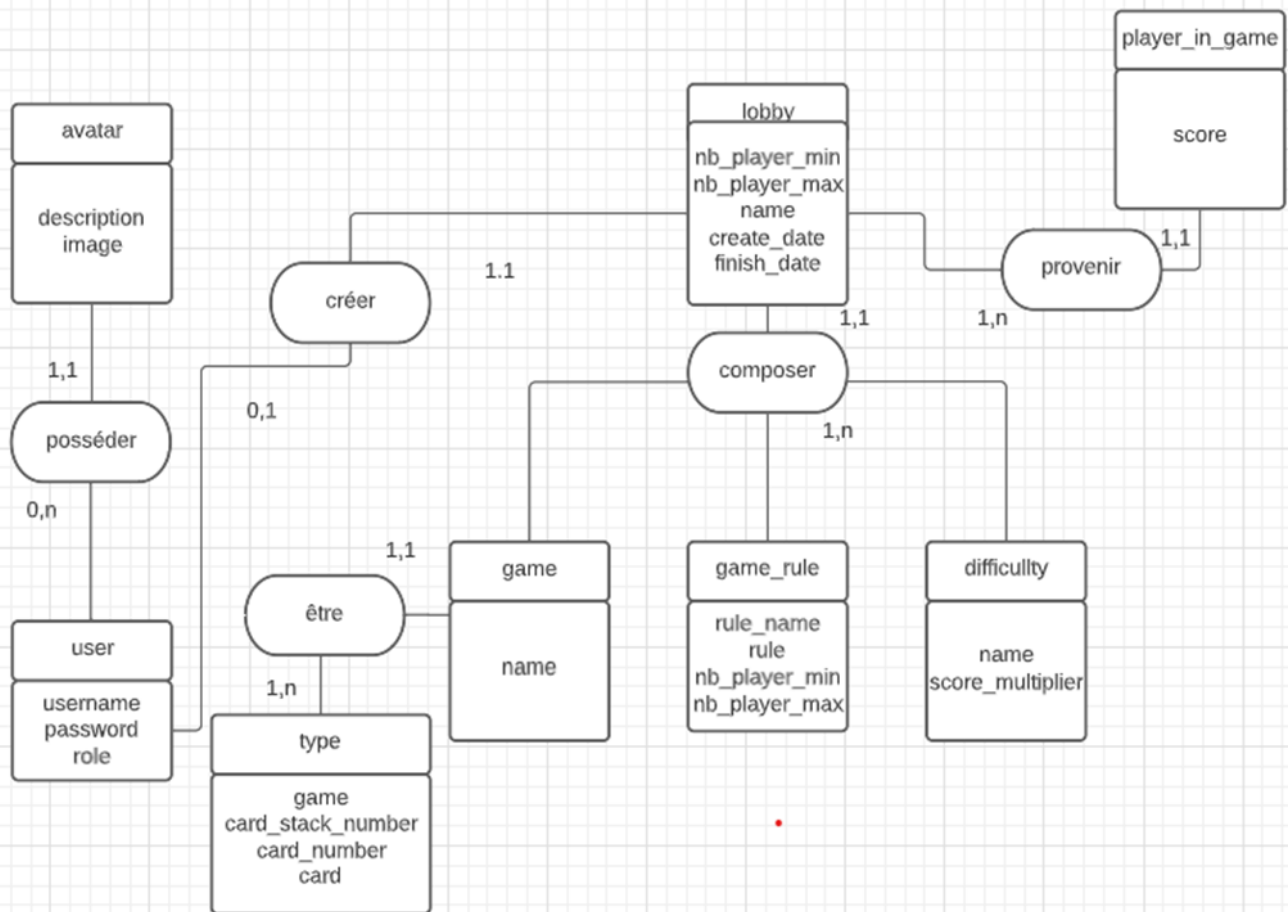 player_in_game
score
lobby
nb_player_min
nb_player_max
name
create_date
finish_date
avatar
description
image
1,1
provenir
1,n
1.1
créer
1,1
composer
1,n
1,1
posséder
0,n
0,1
1,1
être
1,n
game
name
game_rule
rule_name
rule
nb_player_min
nb_player_max
difficullty
name
score_multiplier
user
username
password
role
type
game
card_stack_number
card_number
card